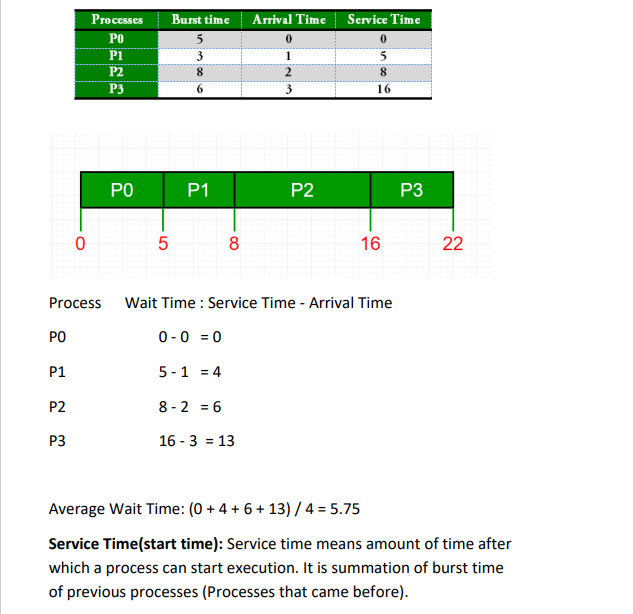 Processes Burst time Arrival Time Service Time
P0 5 0 0
P1 3 1 5
P2 8 2 8
P3 6 3 16
P0 P1 P2 P3
0 5 8 16 22
Process Wait Time : Service Time - Arrival Time
P0 0 - 0 = 0
P1 5 - 1 = 4
P2 8 - 2 = 6
P3 16 - 3 = 13
Average Wait Time: (0 + 4 + 6 + 13) / 4 = 5.75
Service Time(start time): Service time means amount of time after
which a process can start execution. It is summation of burst time
of previous processes (Processes that came before).